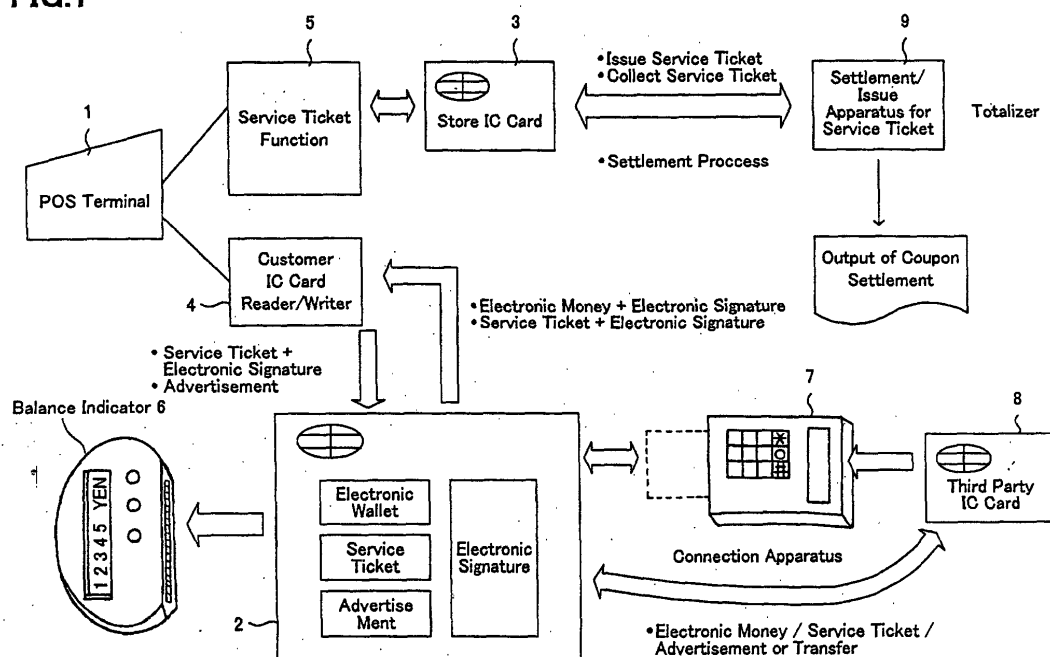 FIG.1
5
3
9
1
• Issue Service Ticket
• Collect Service Ticket
Service Ticket
Function
Store IC Card
Settlement/
Issue
Apparatus for
Service Ticket
Totalizer
• Settlement Proccess
POS Terminal
Customer
IC Card
Reader/Writer
4
Output of Coupon
Settlement
• Electronic Money + Electronic Signature
• Service Ticket + Electronic Signature
• Service Ticket +
Electronic Signature
• Advertisement
Balance Indicator 6
7
8
12345 YEN
Electronic
Wallet
Service
Ticket
Advertise
Ment
Electronic
Signature
2
Third Party
IC Card
Connection Apparatus
• Electronic Money / Service Ticket /
Advertisement or Transfer